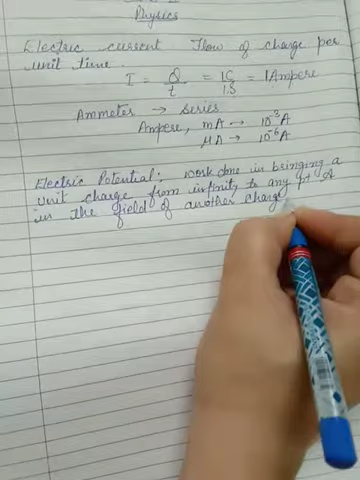 Physics
Electric current Flow of charge per
unit time.
I = Q/t = 1C/1S = 1 Ampere
Ammeter → series
Ampere, mA → 10⁻³A
μA → 10⁻⁶A
Electric Potential: work done in bringing a
unit charge from infinity to any pt A
in the field of another charge